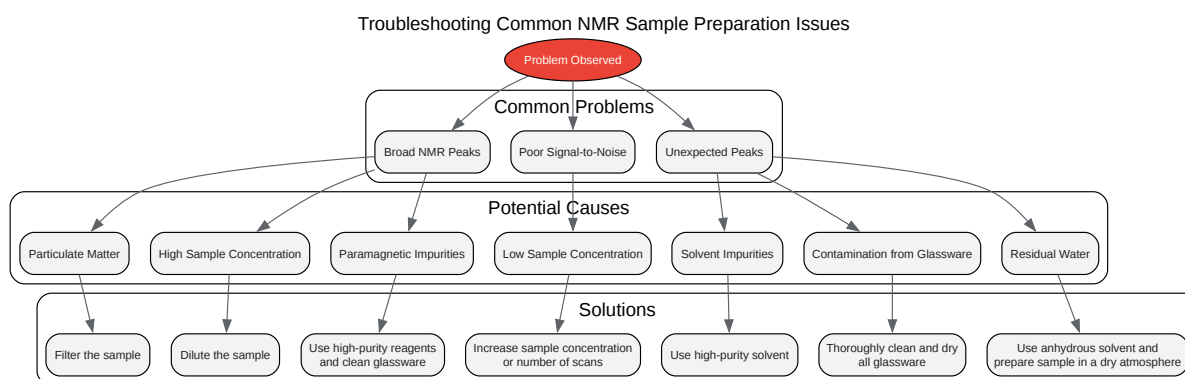 Troubleshooting Common NMR Sample Preparation Issues
Problem Observed
Common Problems
Broad NMR Peaks
Poor Signal-to-Noise
Unexpected Peaks
Potential Causes
Particulate Matter
High Sample Concentration
Paramagnetic Impurities
Low Sample Concentration
Solvent Impurities
Contamination from Glassware
Residual Water
Solutions
Filter the sample
Dilute the sample
Use high-purity reagents
and clean glassware
Increase sample concentration
or number of scans
Use high-purity solvent
Thoroughly clean and dry
all glassware
Use anhydrous solvent and
prepare sample in a dry atmosphere